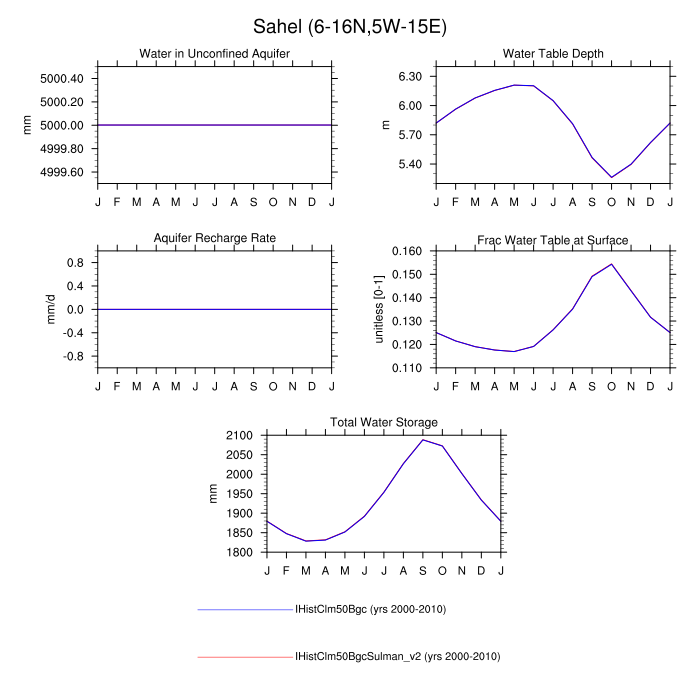 Sahel (6-16N,5W-15E)
Water in Unconfined Aquifer
5000.40
5000.20
5000.00
4999.80
4999.60
mm
J F M A M J J A S O N D J
Water Table Depth
6.30
6.00
5.70
5.40
m
J F M A M J J A S O N D J
Aquifer Recharge Rate
0.8
0.4
0.0
-0.4
-0.8
mm/d
J F M A M J J A S O N D J
Frac Water Table at Surface
0.160
0.150
0.140
0.130
0.120
0.110
unitless [0-1]
J F M A M J J A S O N D J
Total Water Storage
2100
2050
2000
1950
1900
1850
1800
mm
J F M A M J J A S O N D J
IHistClm50Bgc (yrs 2000-2010)
IHistClm50BgcSulman_v2 (yrs 2000-2010)